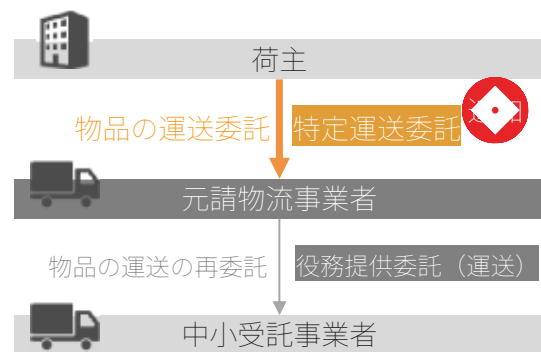 荷主
物品の運送委託
特定運送委託
元請物流事業者
物品の運送の再委託
役務提供委託（運送）
中小受託事業者